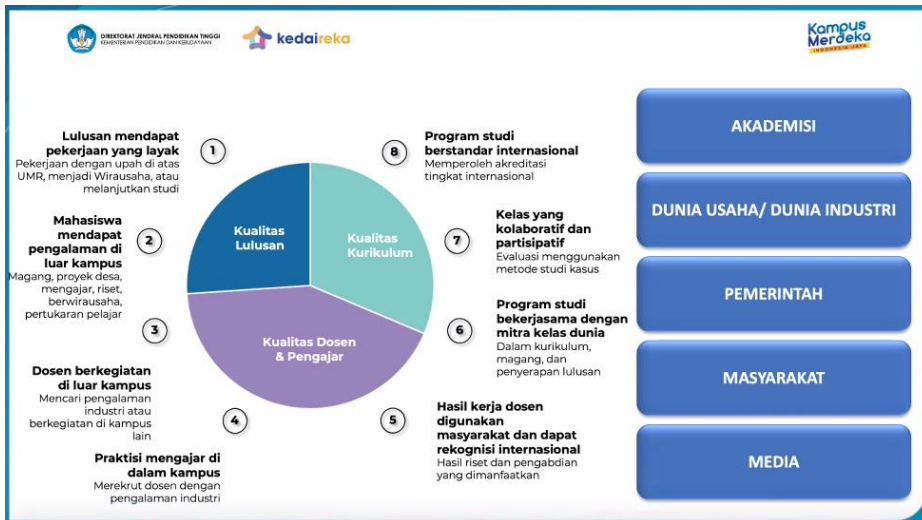 DIREKTORAT JENDRAL PENDIDIKAN TINGGI
KEMENTERIAN PENDIDIKAN DAN KEBUDAYAAN
kedaireka
Kampus
Merdeka
INDONESIA JAYA
1
Lulusan mendapat
pekerjaan yang layak
Pekerjaan dengan upah di atas
UMR, menjadi Wirausaha, atau
melanjutkan studi
2
Mahasiswa
mendapat
pengalaman di
luar kampus
Magang, proyek desa,
mengajar, riset,
berwirausaha,
pertukaran pelajar
3
Dosen berkegiatan
di luar kampus
Mencari pengalaman
industri atau
berkegiatan di kampus
lain
4
Praktisi mengajar di
dalam kampus
Merekrut dosen dengan
pengalaman industri
Kualitas
Lulusan
Kualitas
Kurikulum
Kualitas Dosen
& Pengajar
8
Program studi
berstandar internasional
Memperoleh akreditasi
tingkat internasional
7
Kelas yang
kolaboratif dan
partisipatif
Evaluasi menggunakan
metode studi kasus
6
Program studi
bekerjasama dengan
mitra kelas dunia
Dalam kurikulum,
magang, dan
penyerapan lulusan
5
Hasil kerja dosen
digunakan
masyarakat dan dapat
rekognisi internasional
Hasil riset dan pengabdian
yang dimanfaatkan
AKADEMISI
DUNIA USAHA/ DUNIA INDUSTRI
PEMERINTAH
MASYARAKAT
MEDIA